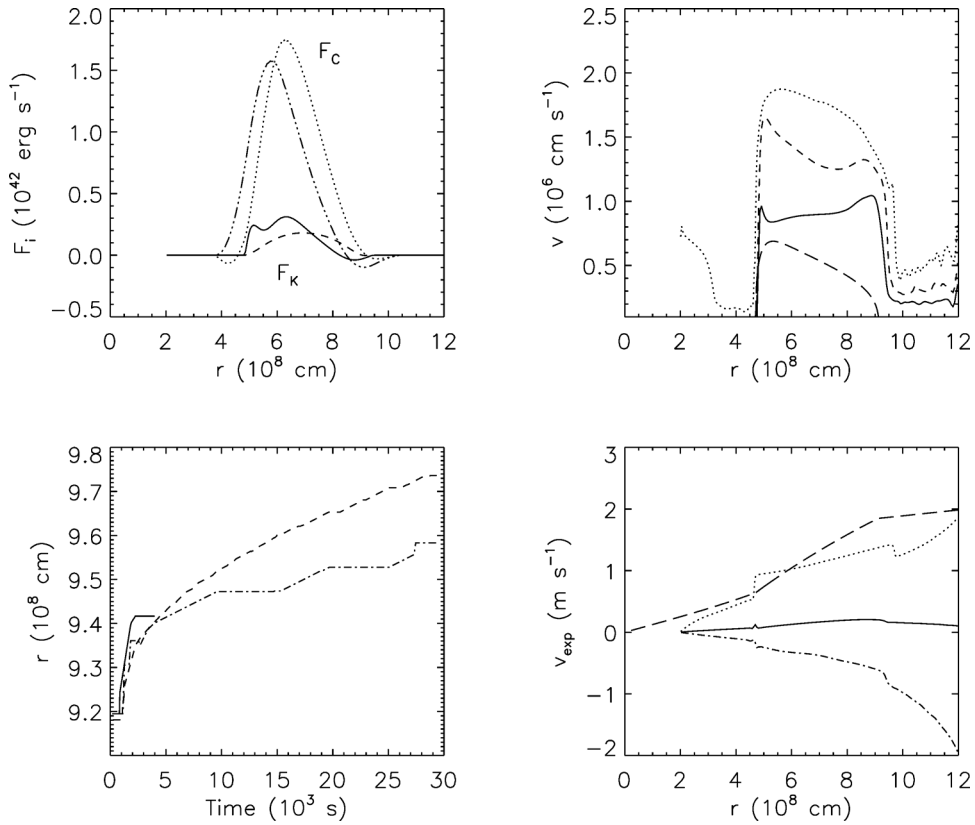 2.0
1.5
1.0
0.5
0.0
−0.5
F_i (10^42 erg s^−1)
F_C
F_K
0 2 4 6 8 10 12
r (10^8 cm)
2.5
2.0
1.5
1.0
0.5
v (10^6 cm s^−1)
0 2 4 6 8 10 12
r (10^8 cm)
9.8
9.7
9.6
9.5
9.4
9.3
9.2
r (10^8 cm)
0 5 10 15 20 25 30
Time (10^3 s)
3
2
1
0
−1
−2
v_exp (m s^−1)
0 2 4 6 8 10 12
r (10^8 cm)